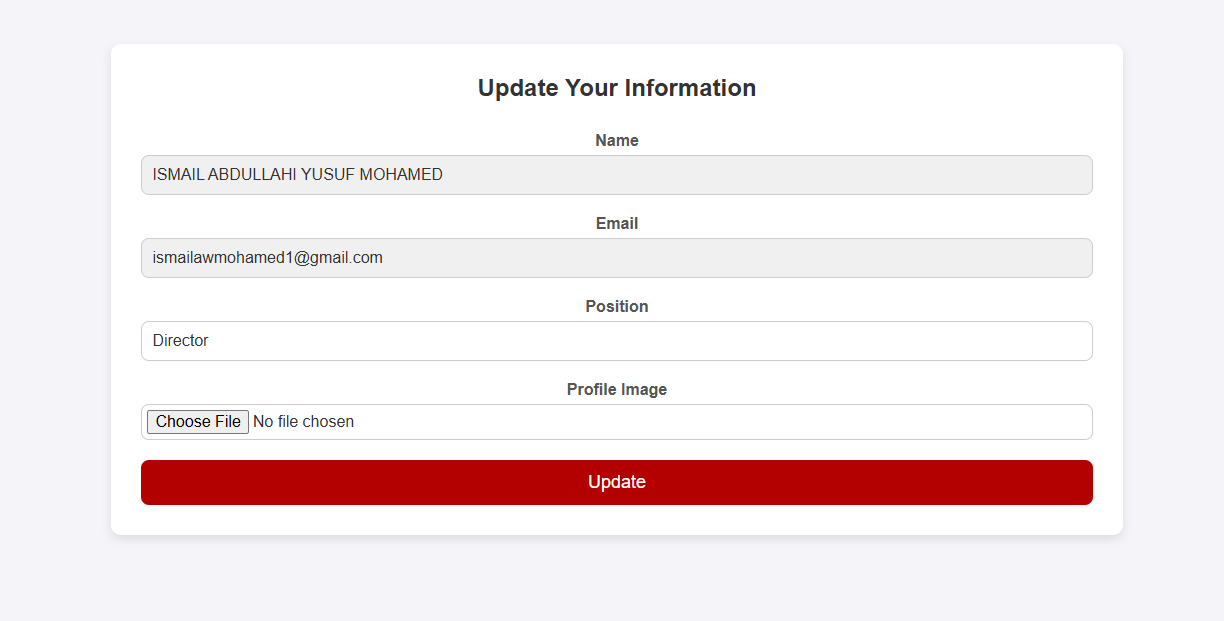 Update Your Information
Name
ISMAIL ABDULLAHI YUSUF MOHAMED
Email
ismailawmohamed1@gmail.com
Position
Director
Profile Image
Choose File No file chosen
Update